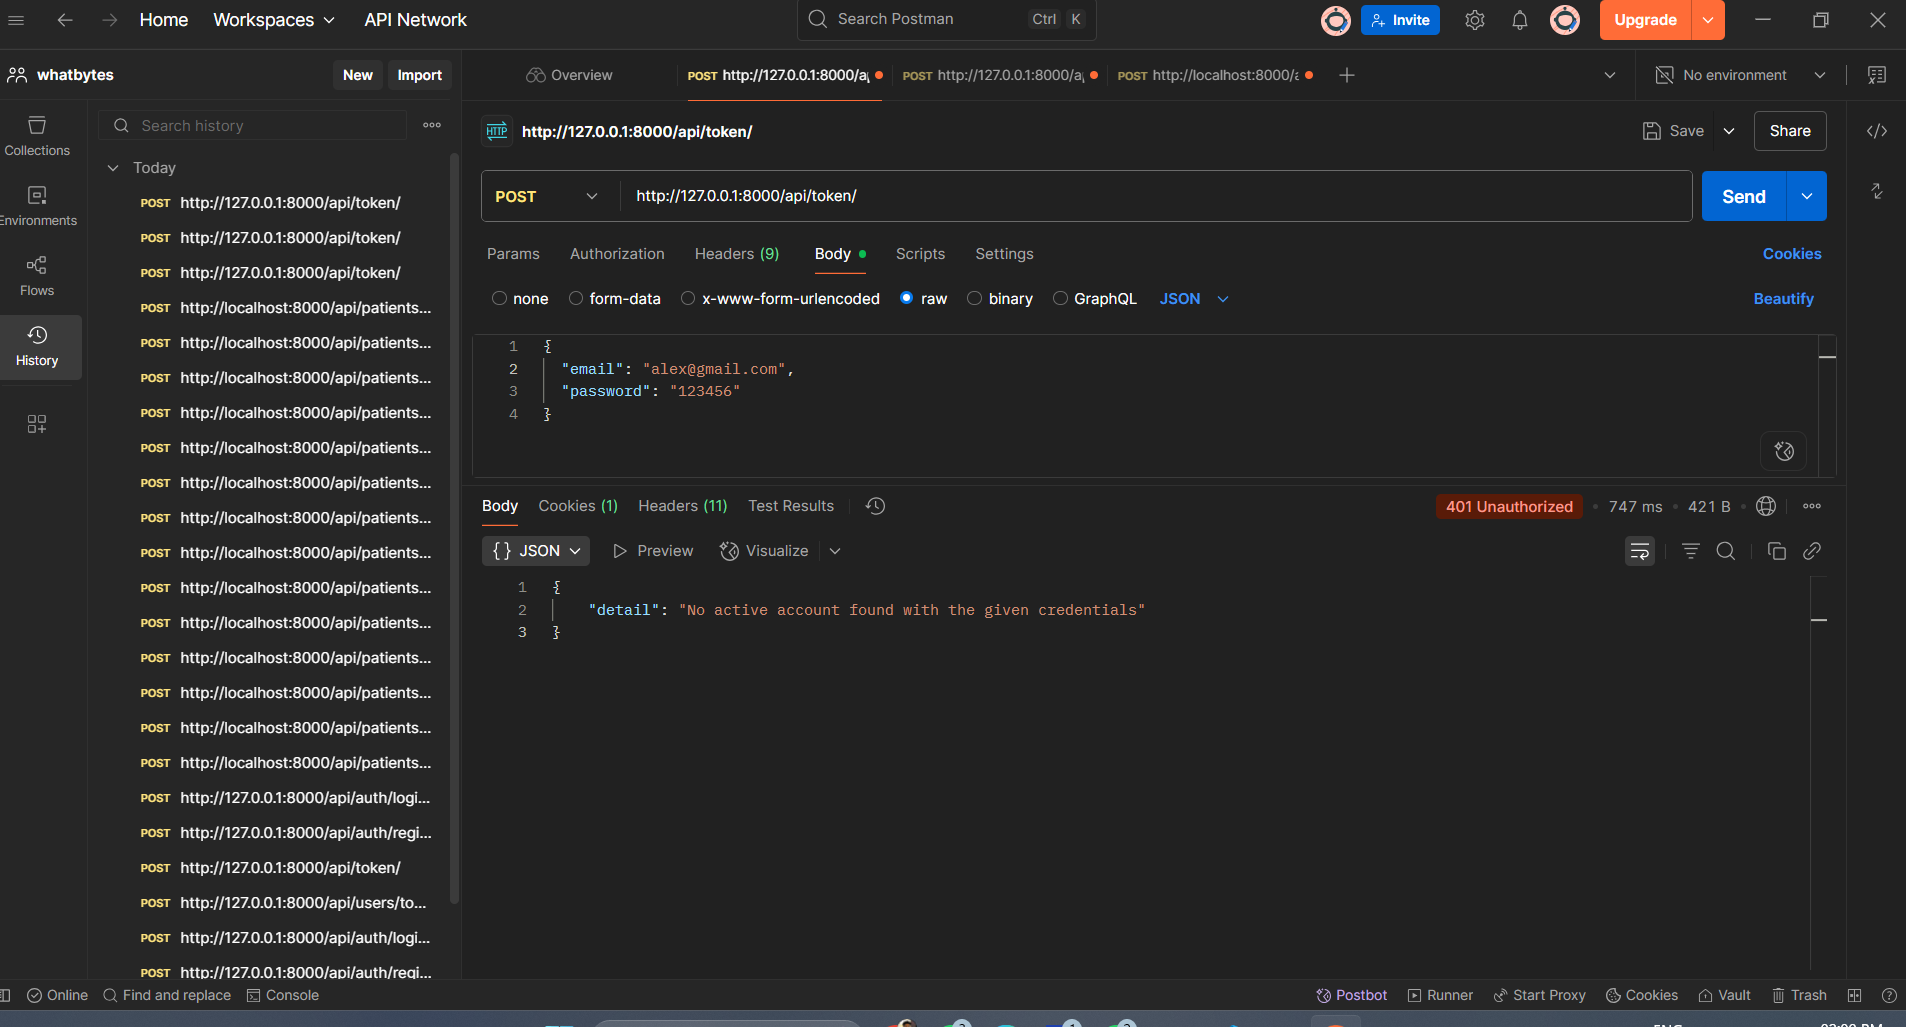 Home Workspaces API Network Search Postman Ctrl K Invite Upgrade
whatbytes New Import
Overview POST http://127.0.0.1:8000/a POST http://127.0.0.1:8000/a POST http://localhost:8000/ No environment
Collections
Environments
Flows
History
Search history
Today
POST http://127.0.0.1:8000/api/token/
POST http://127.0.0.1:8000/api/token/
POST http://127.0.0.1:8000/api/token/
POST http://localhost:8000/api/patients...
POST http://localhost:8000/api/patients...
POST http://localhost:8000/api/patients...
POST http://localhost:8000/api/patients...
POST http://localhost:8000/api/patients...
POST http://localhost:8000/api/patients...
POST http://localhost:8000/api/patients...
POST http://localhost:8000/api/patients...
POST http://localhost:8000/api/patients...
POST http://localhost:8000/api/patients...
POST http://localhost:8000/api/patients...
POST http://localhost:8000/api/patients...
POST http://localhost:8000/api/patients...
POST http://localhost:8000/api/patients...
POST http://127.0.0.1:8000/api/auth/logi...
POST http://127.0.0.1:8000/api/auth/regi...
POST http://127.0.0.1:8000/api/token/
POST http://127.0.0.1:8000/api/users/to...
POST http://127.0.0.1:8000/api/auth/logi...
POST http://127.0.0.1:8000/api/auth/regi...
HTTP http://127.0.0.1:8000/api/token/ Save Share
POST http://127.0.0.1:8000/api/token/ Send
Params Authorization Headers (9) Body Scripts Settings Cookies
none form-data x-www-form-urlencoded raw binary GraphQL JSON Beautify
1 {
2 "email": "alex@gmail.com",
3 "password": "123456"
4 }
Body Cookies (1) Headers (11) Test Results 401 Unauthorized 747 ms 421 B
{} JSON Preview Visualize
1 {
2 "detail": "No active account found with the given credentials"
3 }
Online Find and replace Console Postbot Runner Start Proxy Cookies Vault Trash